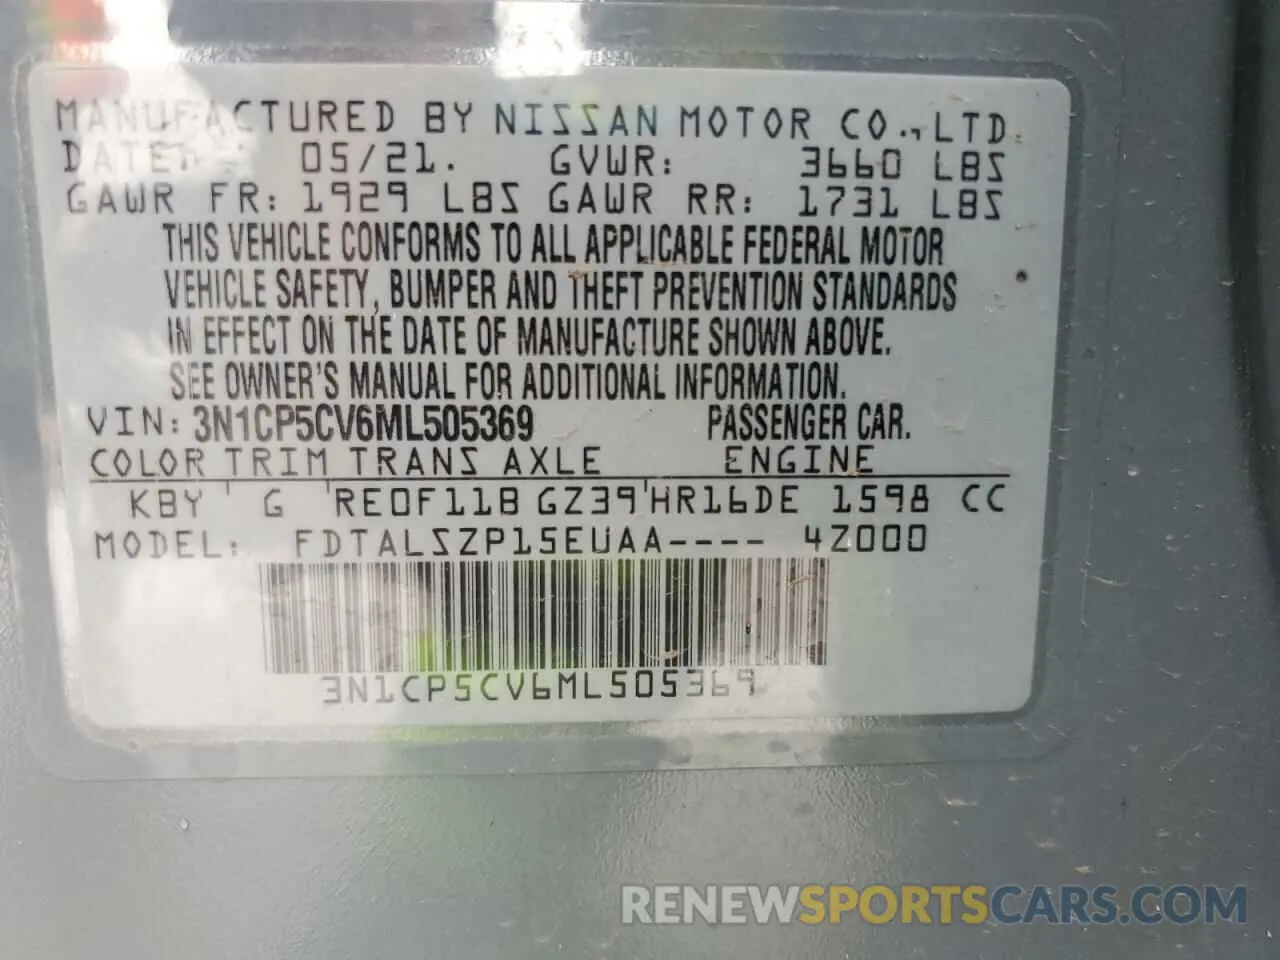 MANUFACTURED BY NISSAN MOTOR CO., LTD.
DATE: 05/21. GVWR: 3660 LBS
GAWR FR: 1929 LBS GAWR RR: 1731 LBS
THIS VEHICLE CONFORMS TO ALL APPLICABLE FEDERAL MOTOR
VEHICLE SAFETY, BUMPER AND THEFT PREVENTION STANDARDS
IN EFFECT ON THE DATE OF MANUFACTURE SHOWN ABOVE.
SEE OWNER'S MANUAL FOR ADDITIONAL INFORMATION.
VIN: 3N1CP5CV6ML505369 PASSENGER CAR.
COLOR TRIM TRANS AXLE ENGINE
KBY G RE0F11B GZ39 HR16DE 1598 CC
MODEL: FDTALSZP15EUAA---- 4Z000
3N1CP5CV6ML505369
RENEWSPORTSCARS.COM